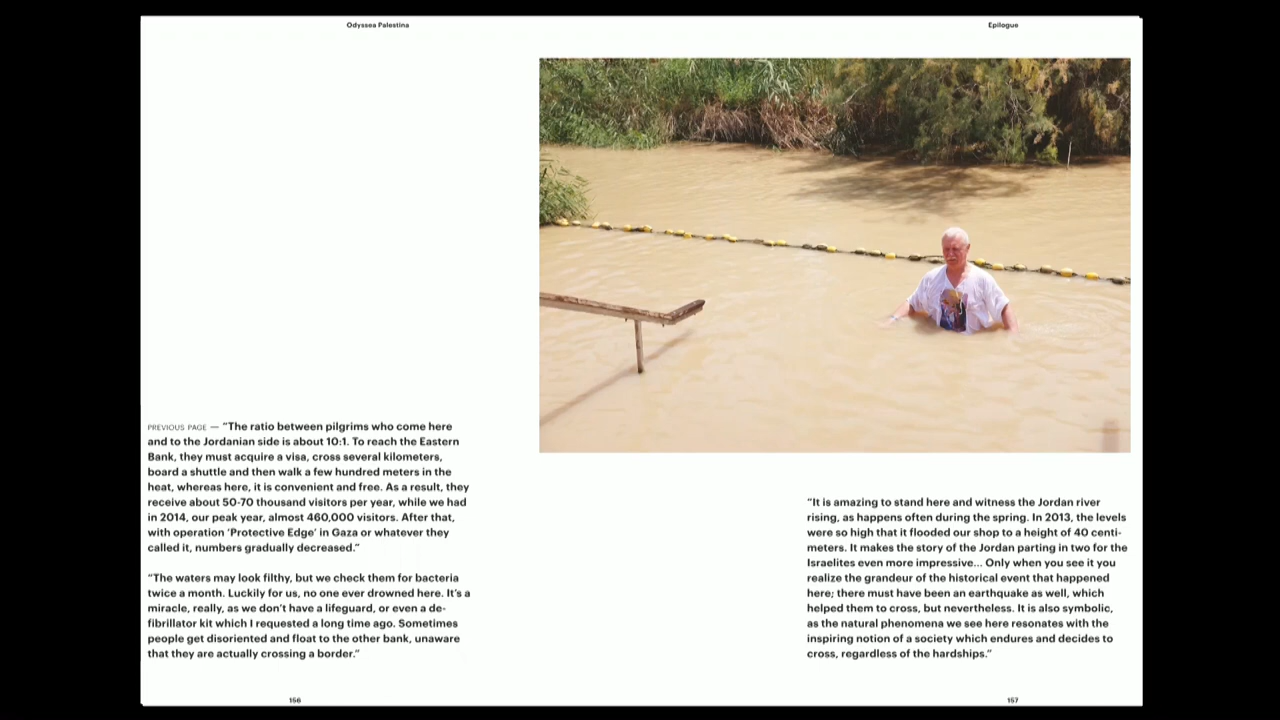 Odyssea Palestina
Epilogue
PREVIOUS PAGE — “The ratio between pilgrims who come here
and to the Jordanian side is about 10:1. To reach the Eastern
Bank, they must acquire a visa, cross several kilometers,
board a shuttle and then walk a few hundred meters in the
heat, whereas here, it is convenient and free. As a result, they
receive about 50-70 thousand visitors per year, while we had
in 2014, our peak year, almost 460,000 visitors. After that,
with operation ‘Protective Edge’ in Gaza or whatever they
called it, numbers gradually decreased.”
“The waters may look filthy, but we check them for bacteria
twice a month. Luckily for us, no one ever drowned here. It’s a
miracle, really, as we don’t have a lifeguard, or even a de-
fibrillator kit which I requested a long time ago. Sometimes
people get disoriented and float to the other bank, unaware
that they are actually crossing a border.”
“It is amazing to stand here and witness the Jordan river
rising, as happens often during the spring. In 2013, the levels
were so high that it flooded our shop to a height of 40 centi-
meters. It makes the story of the Jordan parting in two for the
Israelites even more impressive... Only when you see it you
realize the grandeur of the historical event that happened
here; there must have been an earthquake as well, which
helped them to cross, but nevertheless. It is also symbolic,
as the natural phenomena we see here resonates with the
inspiring notion of a society which endures and decides to
cross, regardless of the hardships.”
156
157